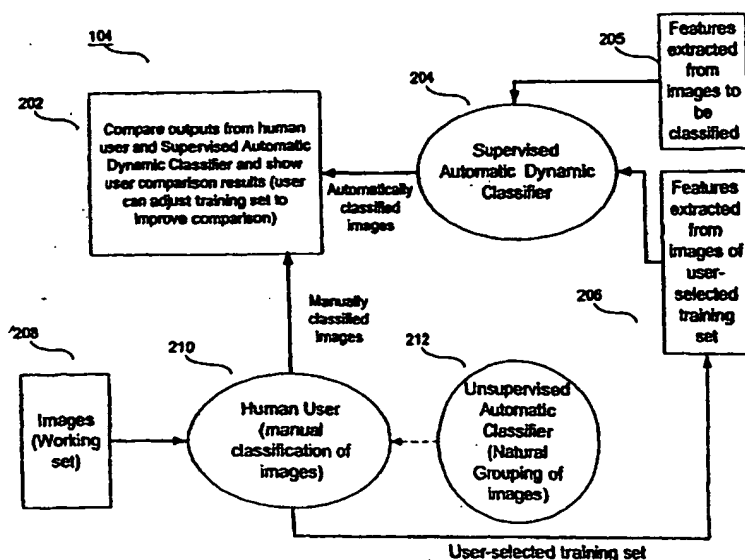 104
202
Compare outputs from human
user and Supervised Automatic
Dynamic Classifier and show
user comparison results (user
can adjust training set to
improve comparison)
204
Supervised
Automatic Dynamic
Classifier
205
Features
extracted
from
images to
be
classified
Automatically
classified
images
Features
extracted
from
images of
user-
selected
training
set
206
Manually
classified
images
208
Images
(Working
set)
210
Human User
(manual
classification of
images)
212
Unsupervised
Automatic
Classifier
(Natural
Grouping of
images)
User-selected training set